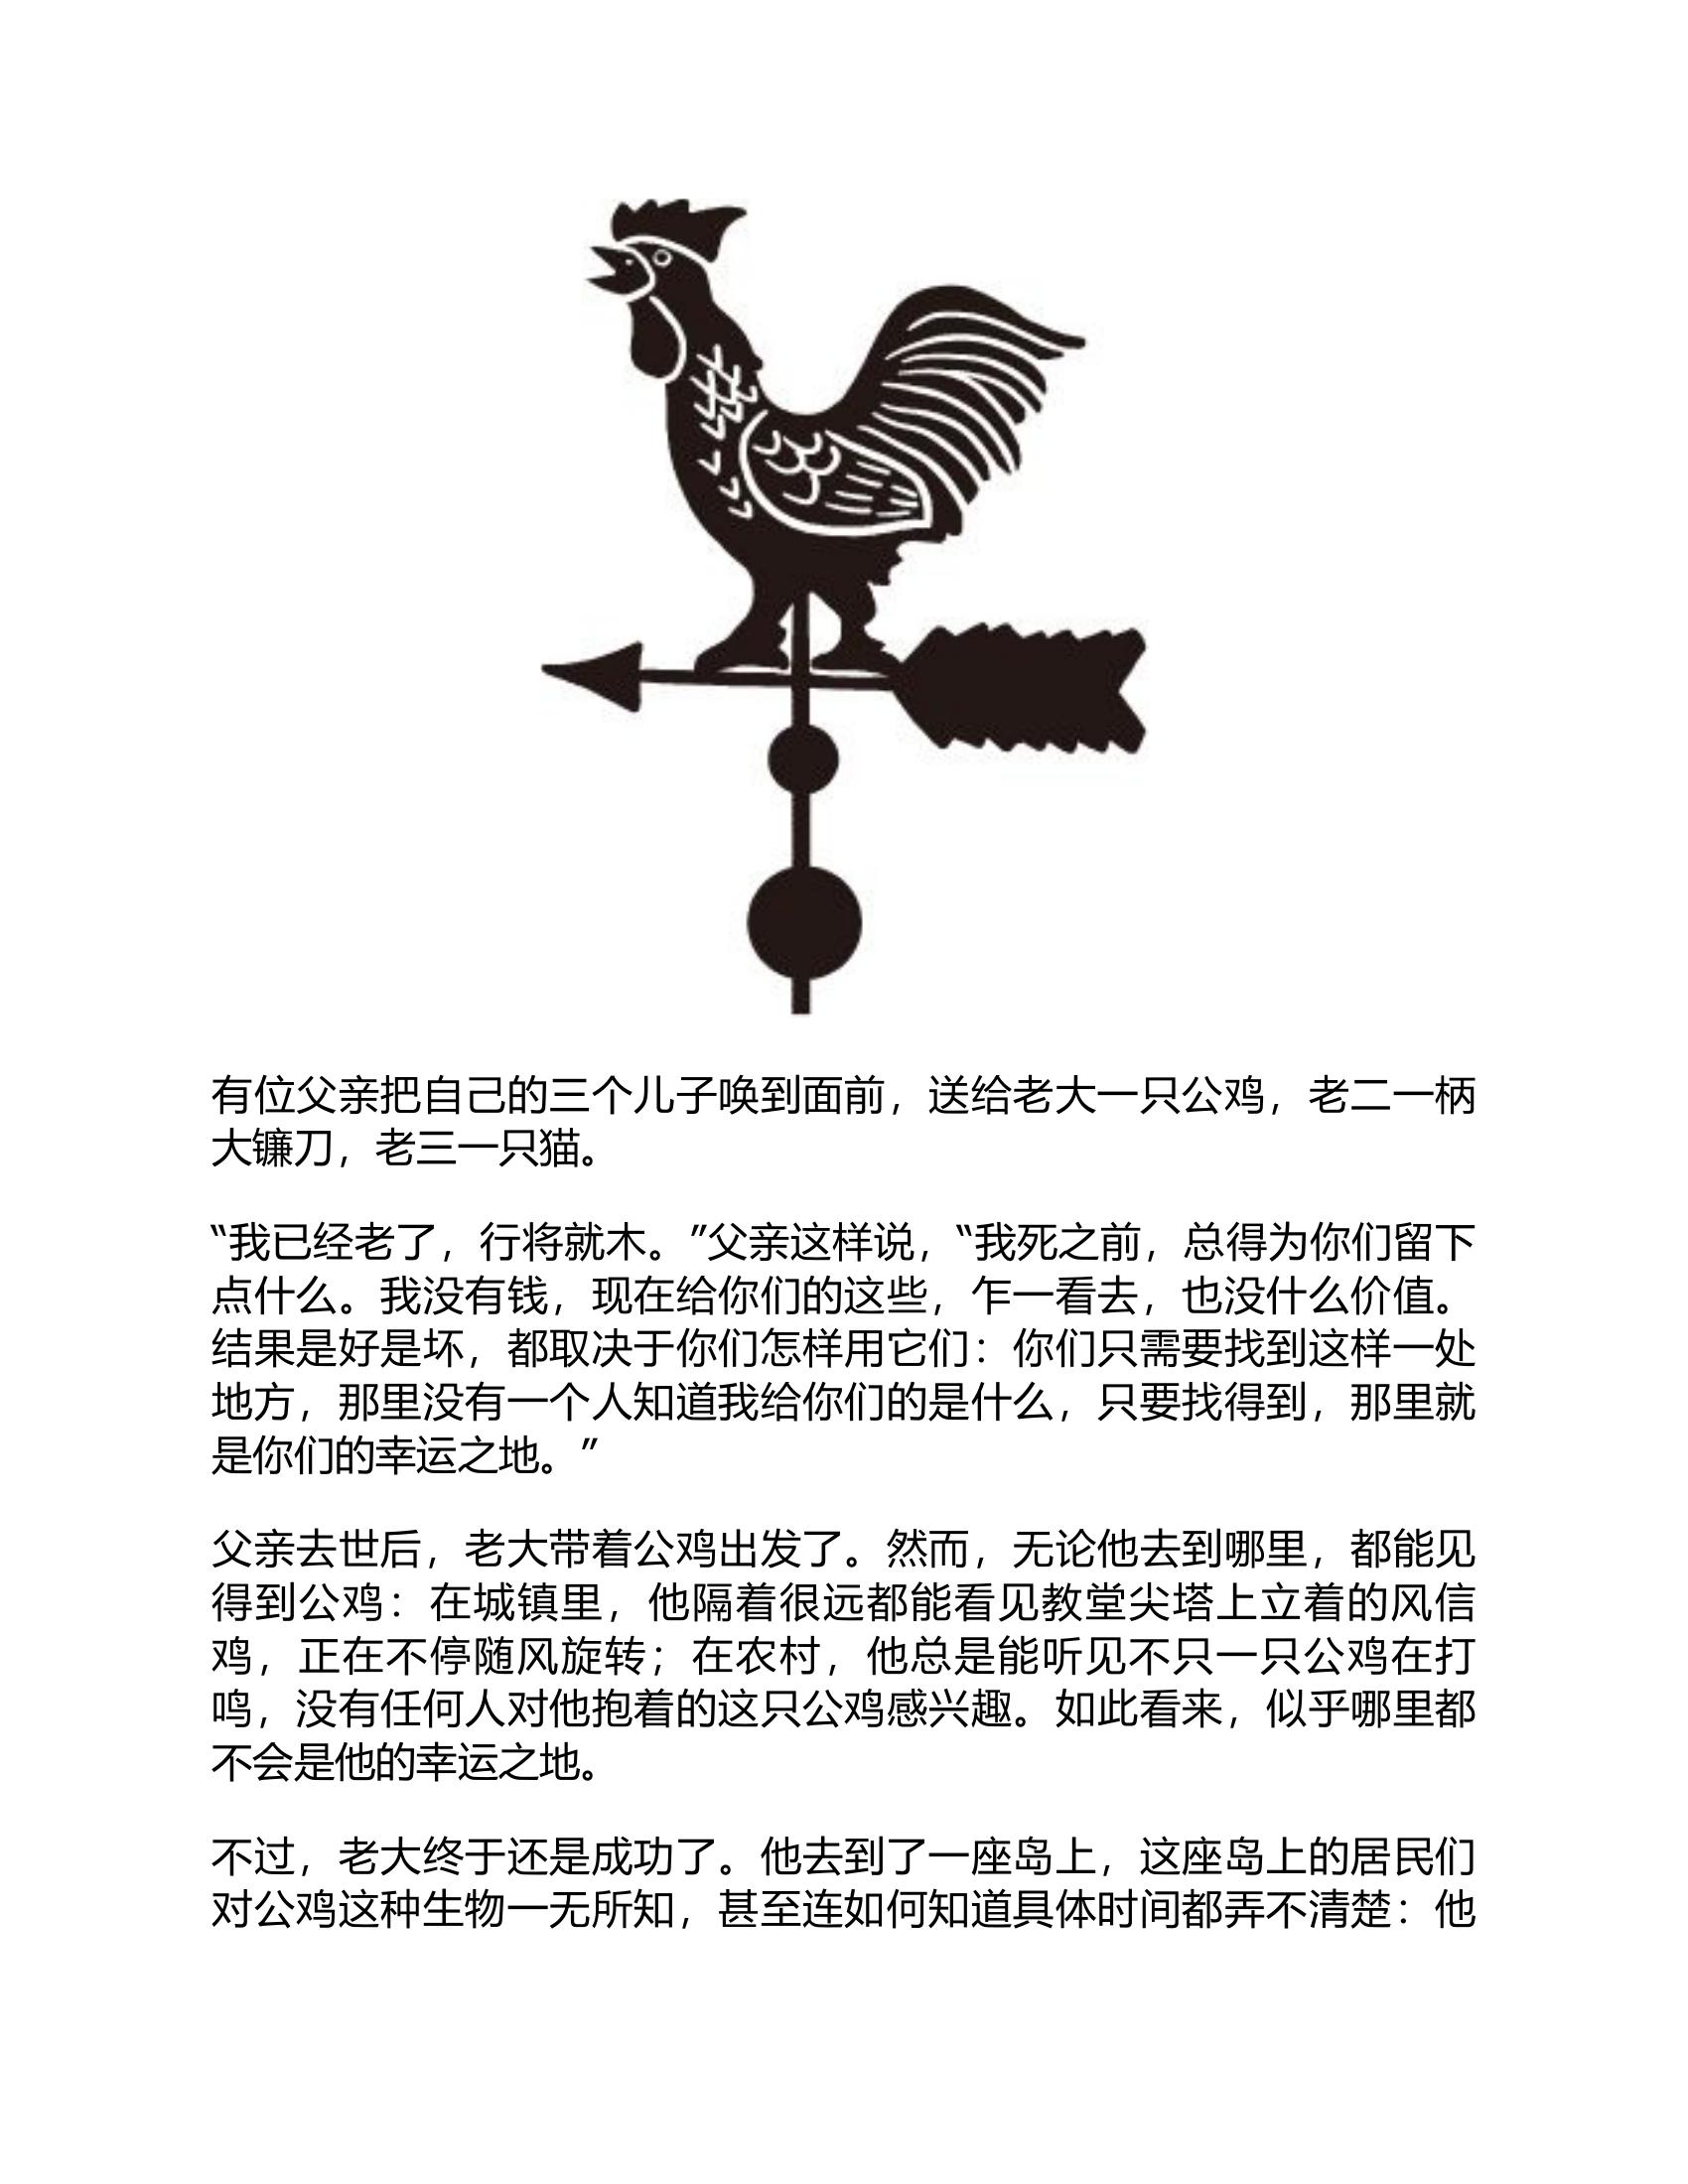 有位父亲把自己的三个儿子唤到面前，送给老大一只公鸡，老二一柄
大镰刀，老三一只猫。
“我已经老了，行将就木。”父亲这样说，“我死之前，总得为你们留下
点什么。我没有钱，现在给你们的这些，乍一看去，也没什么价值。
结果是好是坏，都取决于你们怎样用它们：你们只需要找到这样一处
地方，那里没有一个人知道我给你们的是什么，只要找得到，那里就
是你们的幸运之地。”
父亲去世后，老大带着公鸡出发了。然而，无论他去到哪里，都能见
得到公鸡：在城镇里，他隔着很远都能看见教堂尖塔上立着的风信
鸡，正在不停随风旋转；在农村，他总是能听见不只一只公鸡在打
鸣，没有任何人对他抱着的这只公鸡感兴趣。如此看来，似乎哪里都
不会是他的幸运之地。
不过，老大终于还是成功了。他去到了一座岛上，这座岛上的居民们
对公鸡这种生物一无所知，甚至连如何知道具体时间都弄不清楚：他